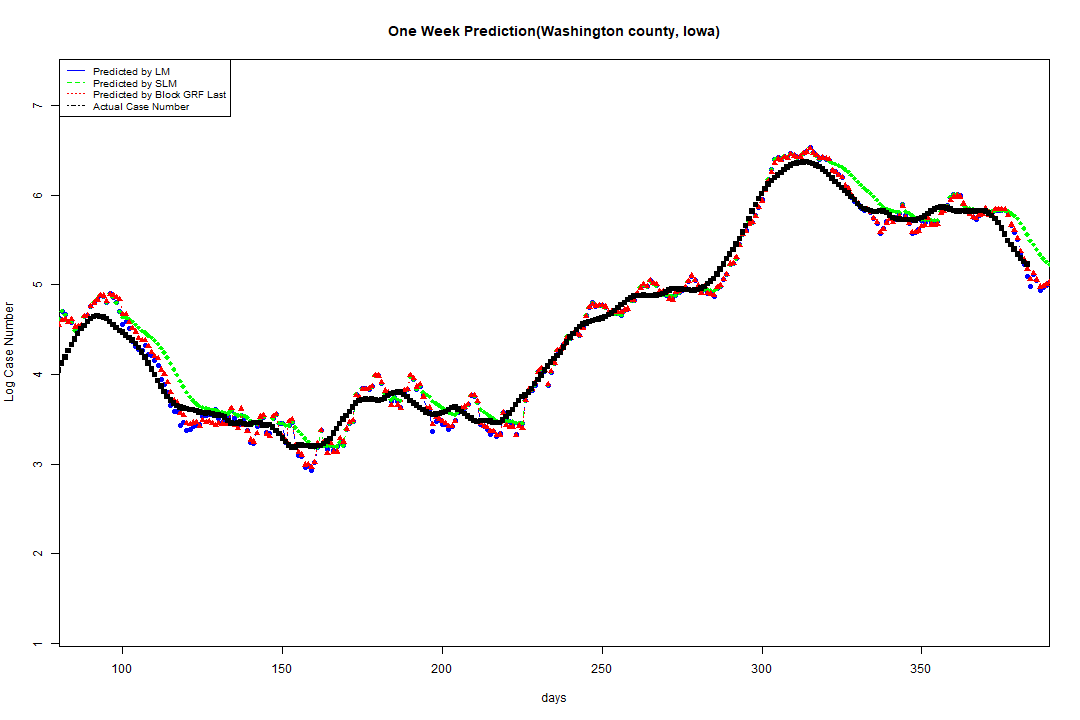 One Week Prediction(Washington county, Iowa)
Predicted by LM
Predicted by SLM
Predicted by Block GRF Last
Actual Case Number
7
6
5
4
3
2
1
Log Case Number
100 150 200 250 300 350
days